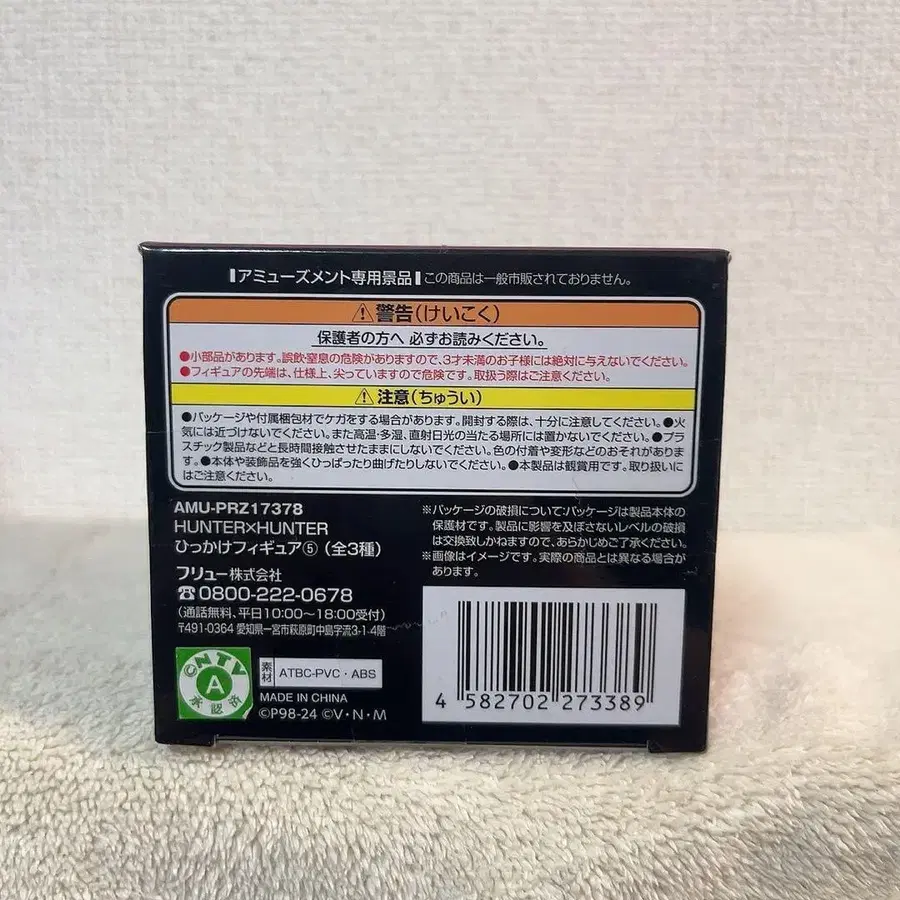 アミューズメント専用景品 この商品は一般市販されておりません。
⚠警告(けいこく)
保護者の方へ 必ずお読みください。
●小部品があります。誤飲・窒息の危険がありますので、3才未満のお子様には絶対に与えないでください。
●フィギュアの先端は、仕様上、尖っていますので危険です。取扱う際はご注意ください。
⚠注意(ちゅうい)
●パッケージや付属梱包材でケガをする場合があります。開封する際は、十分に注意してください。●火
気には近づけないでください。また高温・多湿、直射日光の当たる場所には置かないでください。●プラ
スチック製品などと長時間接触させたままにしないでください。色の付着や変形などのおそれがありま
す。●本体や装飾品を強くひっぱったり曲げたりしないでください。●本製品は観賞用です。取り扱いに
はご注意ください。
AMU-PRZ17378
HUNTER×HUNTER
ひっかけフィギュア⑤(全3種)
フリュー株式会社
☎0800-222-0678
(通話無料、平日10:00〜18:00受付)
〒491-0364 愛知県一宮市萩原町中島字流3-1 4階
※パッケージの破損について:パッケージは製品本体の
保護材です。製品に影響を及ぼさないレベルの破損
は交換致しかねますので、あらかじめご了承ください。
※画像はイメージです。実際の商品とは異なる場合が
あります。
©NTV
A
承認済
素材 ATBC-PVC・ABS
MADE IN CHINA
©P98-24 ©V・N・M
4 582702 273389